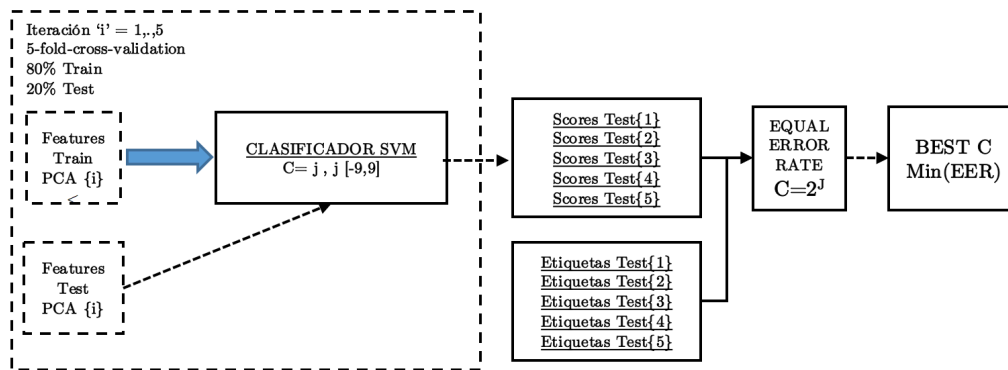 Iteración ‘i’ = 1,.,5
5-fold-cross-validation
80% Train
20% Test
Features
Train
PCA {i}
<
CLASIFICADOR SVM
C= j , j [-9,9]
Features
Test
PCA {i}
Scores Test{1}
Scores Test{2}
Scores Test{3}
Scores Test{4}
Scores Test{5}
Etiquetas Test{1}
Etiquetas Test{2}
Etiquetas Test{3}
Etiquetas Test{4}
Etiquetas Test{5}
EQUAL
ERROR
RATE
C=2^J
BEST C
Min(EER)